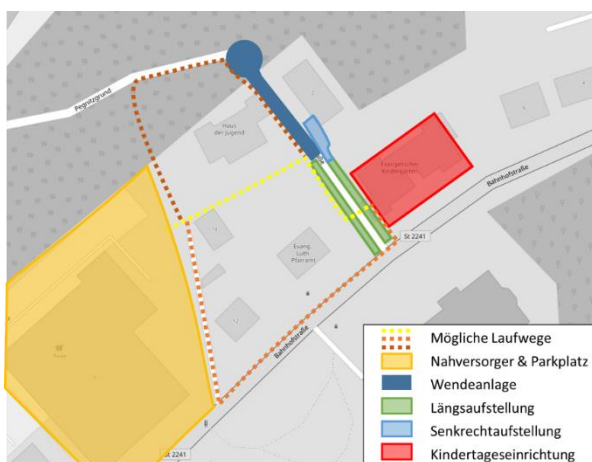 Pegnitzgrund
Haus
der Jugend
2
Evangelischer
Kindergarten
Bahnhofstraße
St 2241
Evang.
Luth
Pfarramt
Bahnhofstraße
St 2241
Mögliche Laufwege
Nahversorger & Parkplatz
Wendeanlage
Längsaufstellung
Senkrechtaufstellung
Kindertageseinrichtung